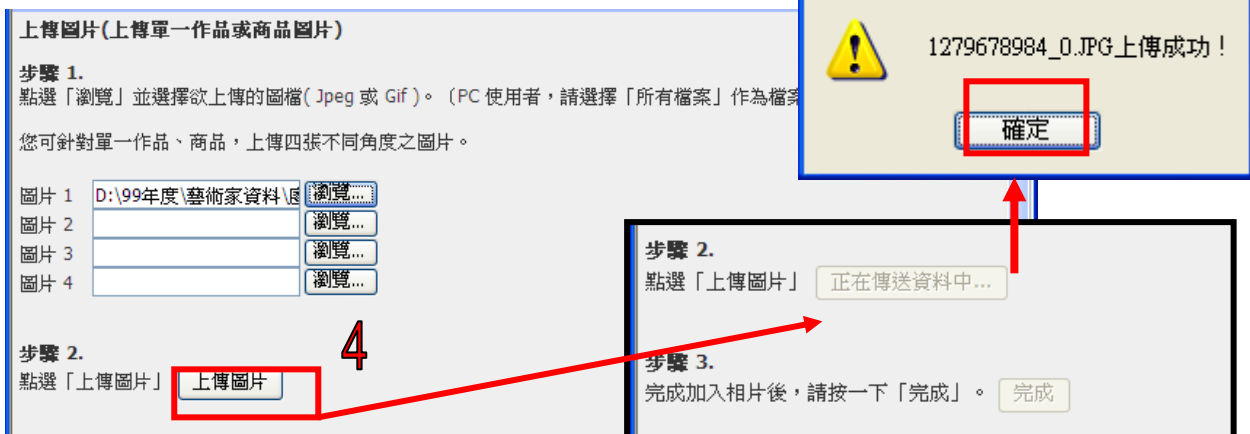 上傳圖片(上傳單一作品或商品圖片)
步驟 1.
點選「瀏覽」並選擇欲上傳的圖檔( Jpeg 或 Gif )。（PC 使用者，請選擇「所有檔案」作為檔案
您可針對單一作品、商品，上傳四張不同角度之圖片。
圖片 1 D:\99年度\藝術家資料\ 瀏覽...
圖片 2 瀏覽...
圖片 3 瀏覽...
圖片 4 瀏覽...
4
步驟 2.
點選「上傳圖片」 上傳圖片
步驟 2.
點選「上傳圖片」 正在傳送資料中...
步驟 3.
完成加入相片後，請按一下「完成」。 完成
1279678984_0.JPG上傳成功！
確定